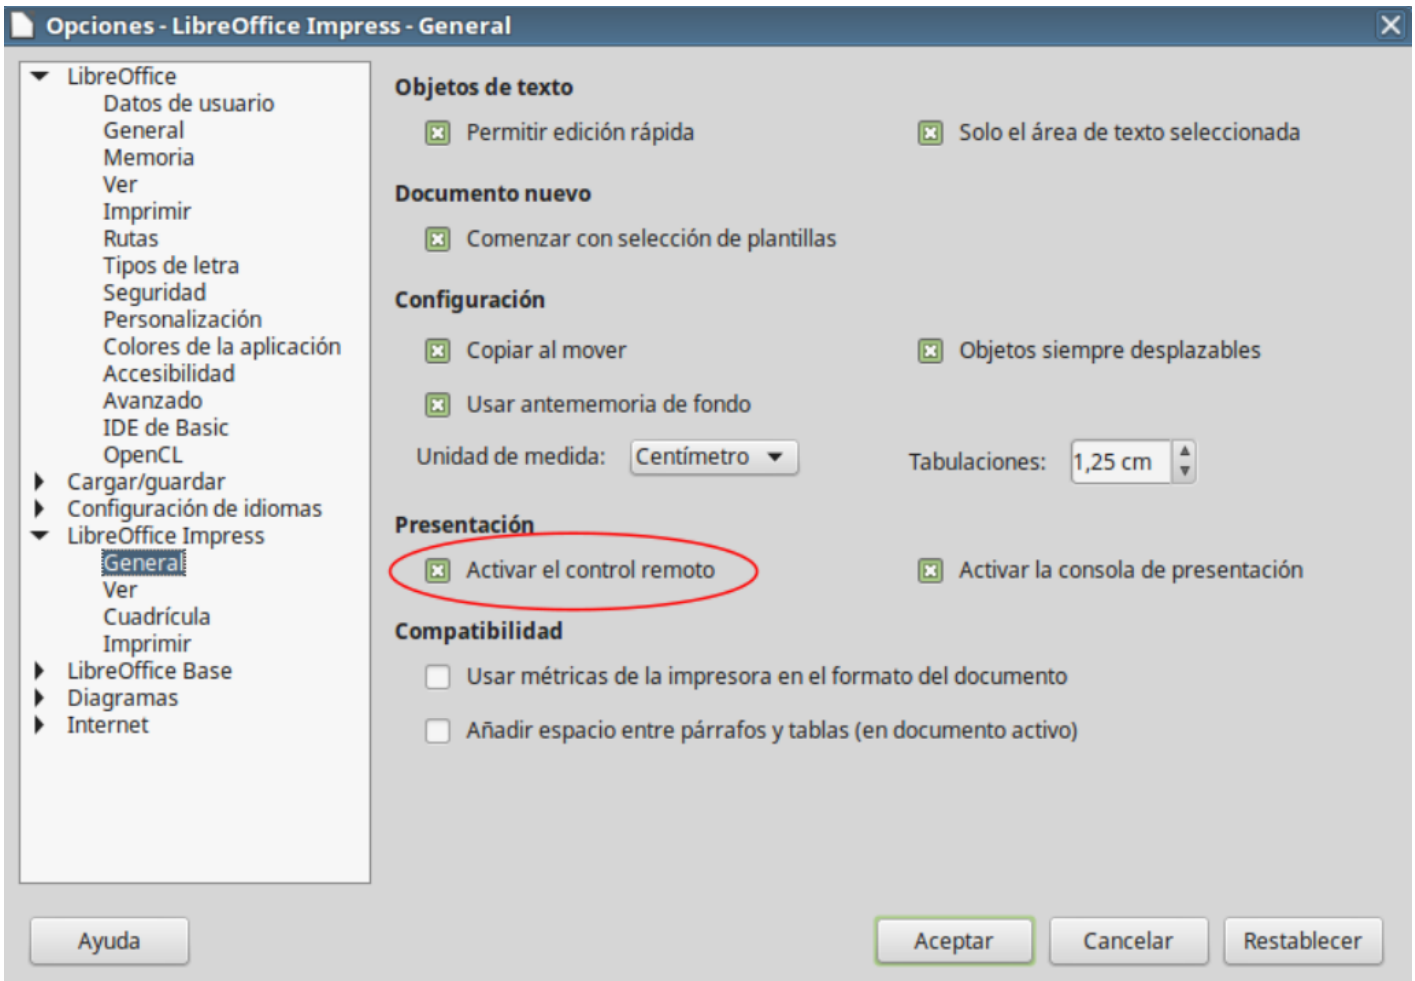 Opciones - LibreOffice Impress - General
LibreOffice
Datos de usuario
General
Memoria
Ver
Imprimir
Rutas
Tipos de letra
Seguridad
Personalización
Colores de la aplicación
Accesibilidad
Avanzado
IDE de Basic
OpenCL
Cargar/guardar
Configuración de idiomas
LibreOffice Impress
General
Ver
Cuadrícula
Imprimir
LibreOffice Base
Diagramas
Internet
Objetos de texto
Permitir edición rápida
Solo el área de texto seleccionada
Documento nuevo
Comenzar con selección de plantillas
Configuración
Copiar al mover
Objetos siempre desplazables
Usar antememoria de fondo
Unidad de medida: Centímetro
Tabulaciones: 1,25 cm
Presentación
Activar el control remoto
Activar la consola de presentación
Compatibilidad
Usar métricas de la impresora en el formato del documento
Añadir espacio entre párrafos y tablas (en documento activo)
Ayuda
Aceptar
Cancelar
Restablecer